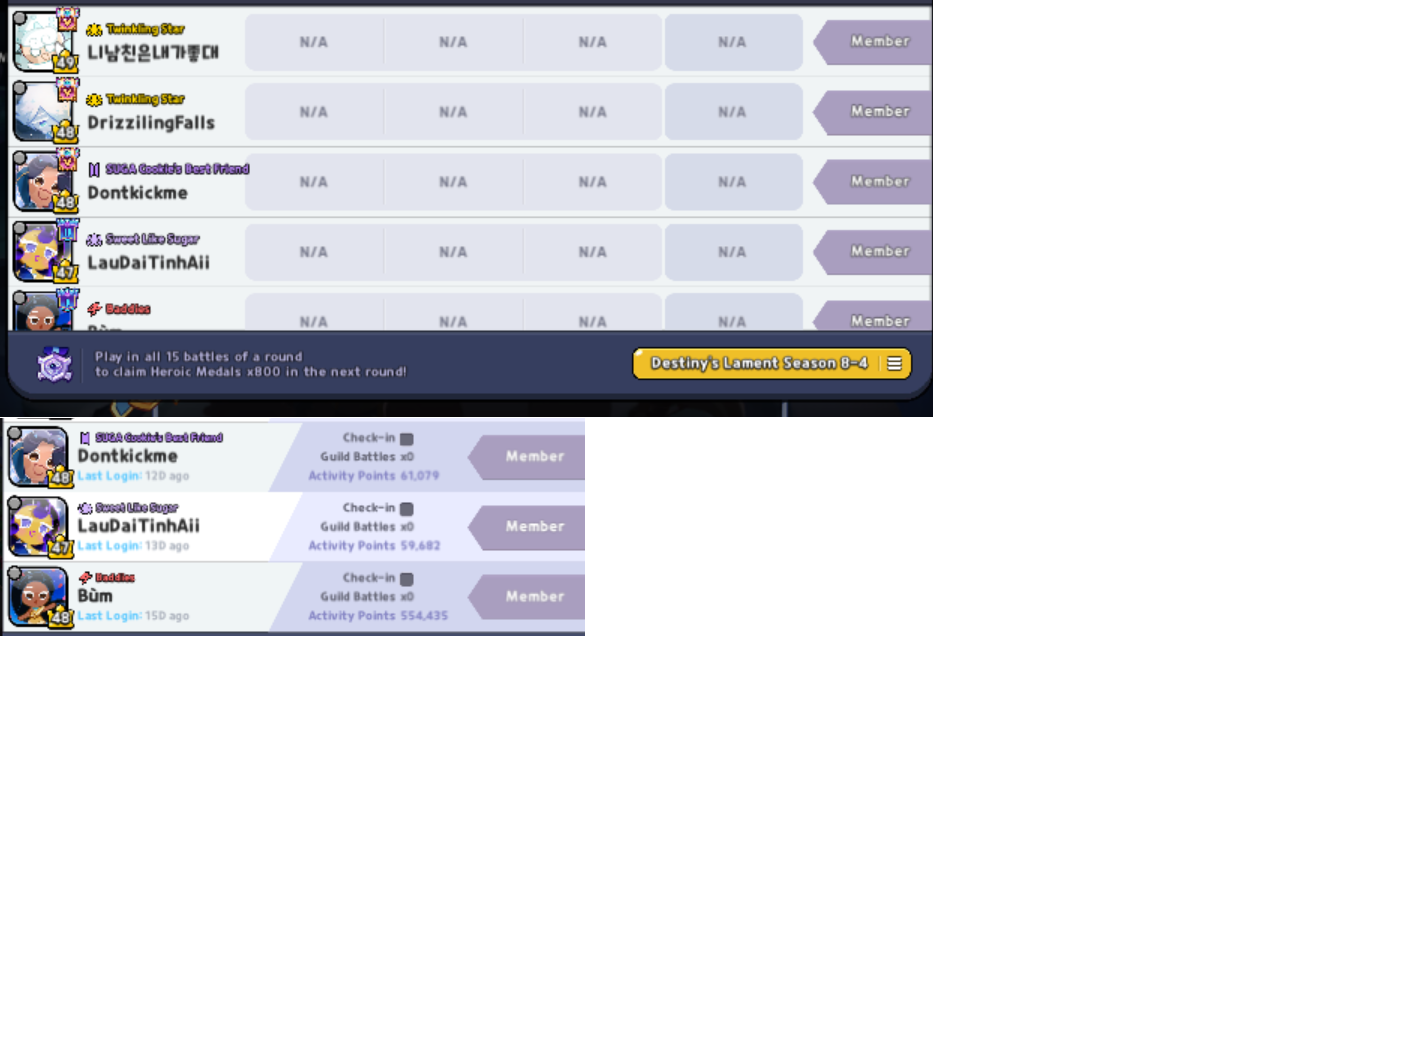 Twinkling Star
LI남친은내가좋대
49
N/A N/A N/A N/A Member
Twinkling Star
DrizzilingFalls
48
N/A N/A N/A N/A Member
SUGA Cookie's Best Friend
Dontkickme
48
N/A N/A N/A N/A Member
Sweet Like Sugar
LauDaiTinhAii
47
N/A N/A N/A N/A Member
Baddies
Bùm
N/A N/A N/A N/A Member
Play in all 15 battles of a round
to claim Heroic Medals x800 in the next round!
Destiny's Lament Season 8-4
SUGA Cookie's Best Friend
Dontkickme
48
Last Login: 12D ago
Check-in
Guild Battles x0
Activity Points 61,079
Member
Sweet Like Sugar
LauDaiTinhAii
47
Last Login: 13D ago
Check-in
Guild Battles x0
Activity Points 59,682
Member
Baddies
Bùm
48
Last Login: 15D ago
Check-in
Guild Battles x0
Activity Points 554,435
Member